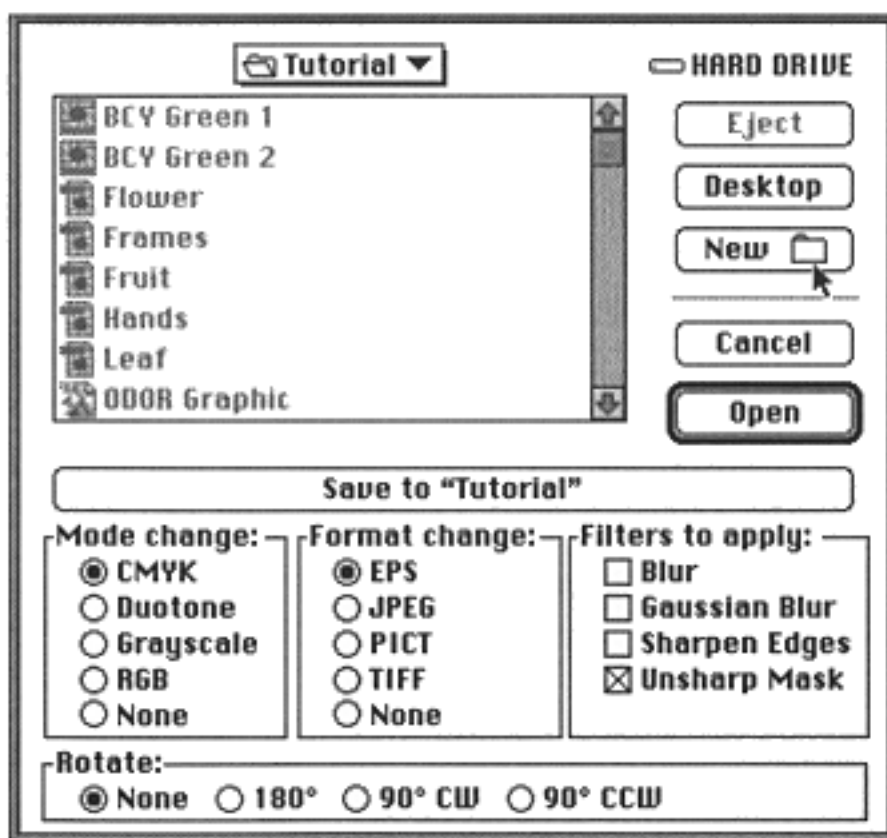 Tutorial
HARD DRIVE
BCY Green 1
BCY Green 2
Flower
Frames
Fruit
Hands
Leaf
ODOR Graphic
Eject
Desktop
New
Cancel
Open
Save to “Tutorial”
Mode change:
CMYK
Duotone
Grayscale
RGB
None
Format change:
EPS
JPEG
PICT
TIFF
None
Filters to apply:
Blur
Gaussian Blur
Sharpen Edges
Unsharp Mask
Rotate:
None 180° 90° CW 90° CCW